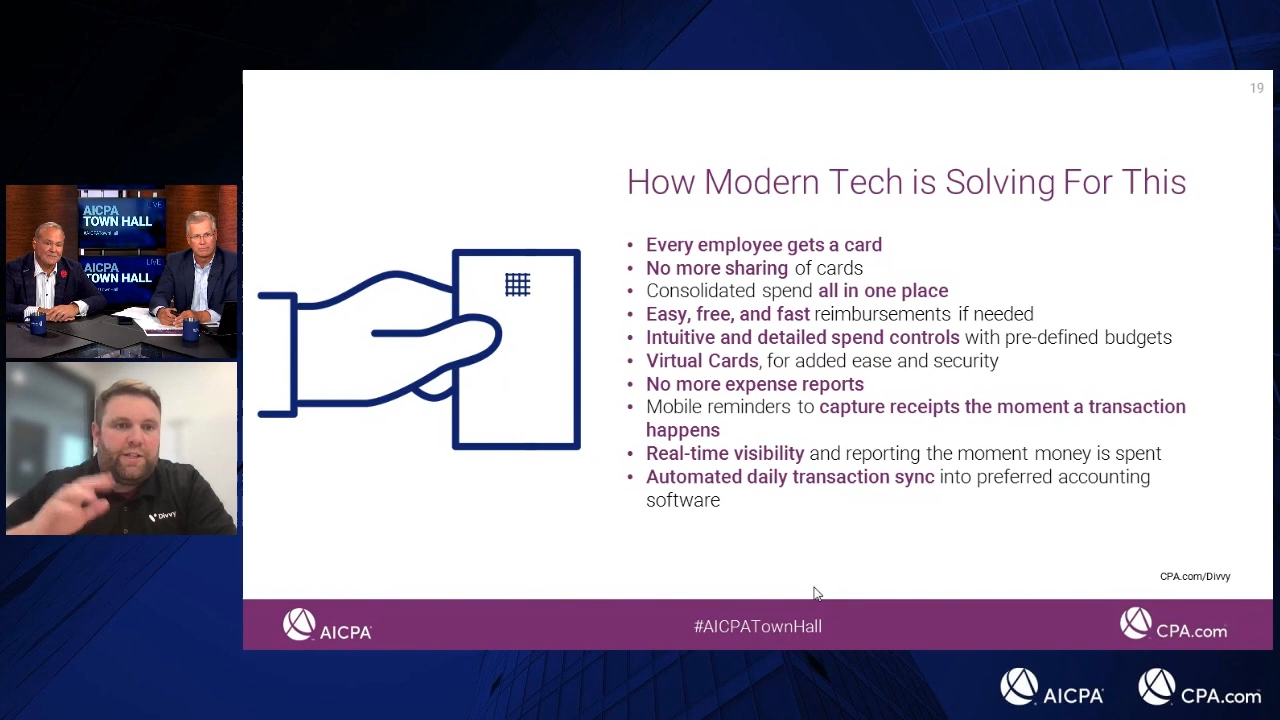 19
How Modern Tech is Solving For This
• Every employee gets a card
• No more sharing of cards
• Consolidated spend all in one place
• Easy, free, and fast reimbursements if needed
• Intuitive and detailed spend controls with pre-defined budgets
• Virtual Cards, for added ease and security
• No more expense reports
• Mobile reminders to capture receipts the moment a transaction
happens
• Real-time visibility and reporting the moment money is spent
• Automated daily transaction sync into preferred accounting
software
CPA.com/Divvy
AICPA
#AICPATownHall
CPA.com
AICPA
CPA.com
LIVE
AICPA
TOWN HALL
#AICPATownHall
LIVE
AICPA
TOWN HALL
Divvy